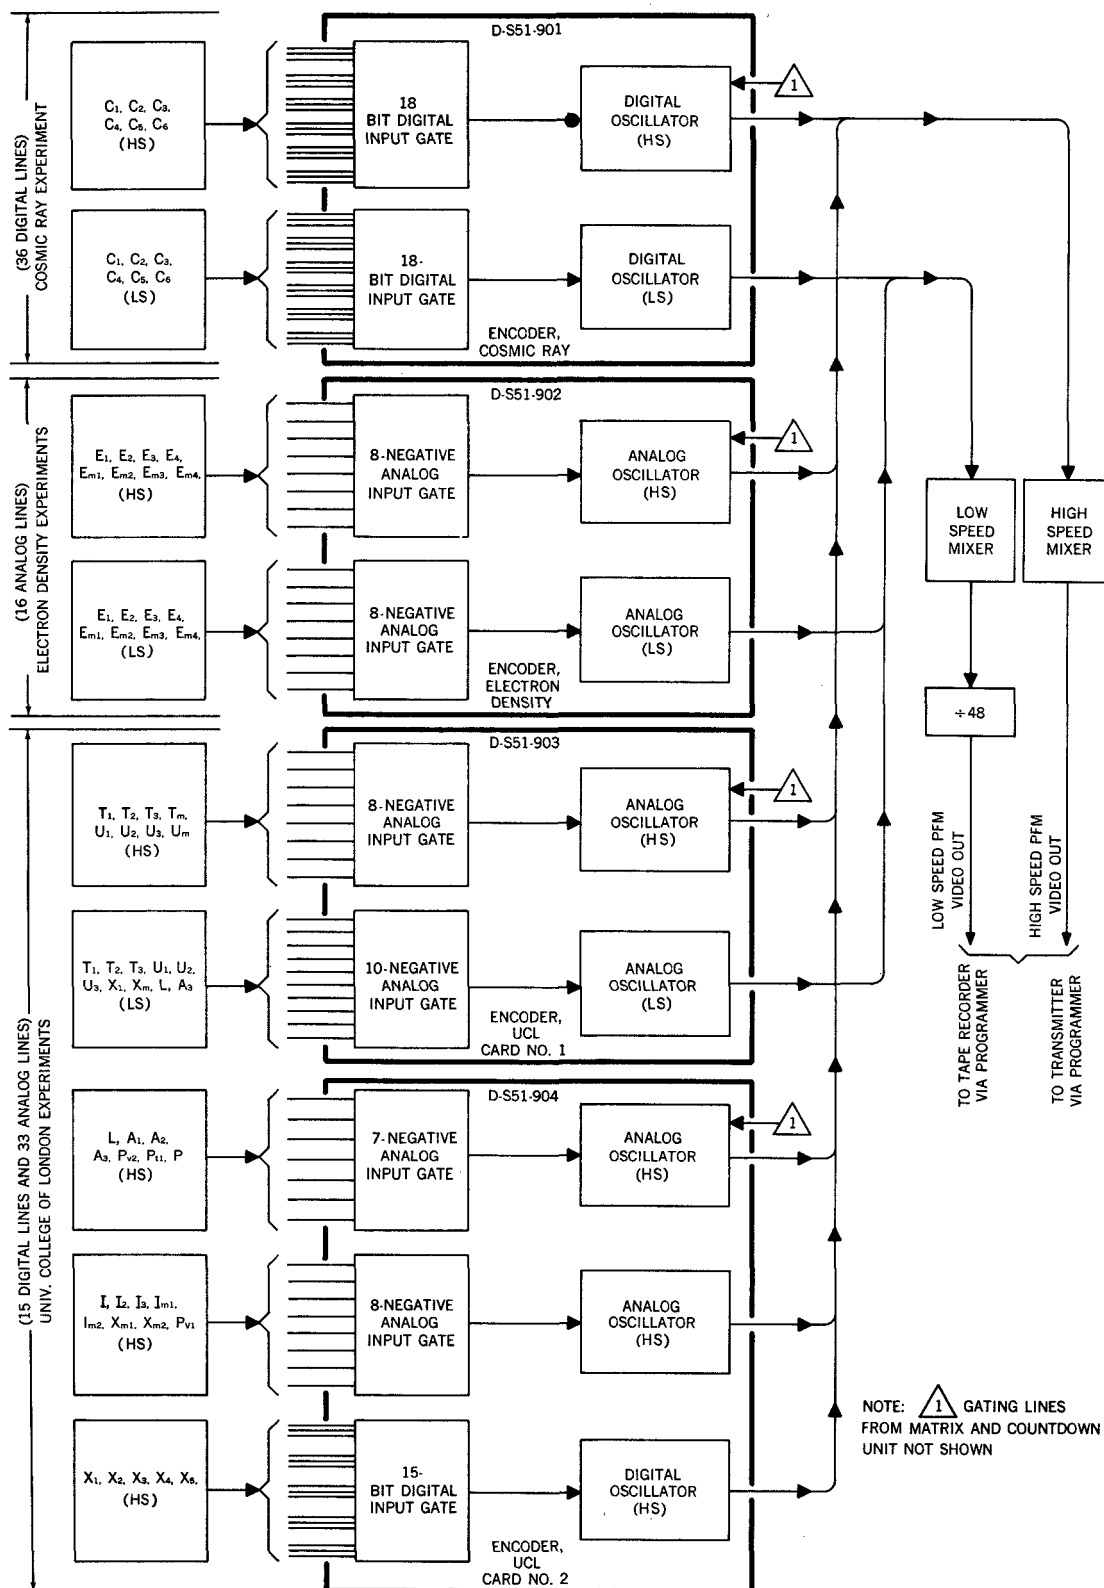 (36 DIGITAL LINES)
COSMIC RAY EXPERIMENT
C1, C2, C3,
C4, C5, C6
(HS)
D-S51-901
18
BIT DIGITAL
INPUT GATE
DIGITAL
OSCILLATOR
(HS)
1
C1, C2, C3,
C4, C5, C6
(LS)
18-
BIT DIGITAL
INPUT GATE
DIGITAL
OSCILLATOR
(LS)
ENCODER,
COSMIC RAY
(16 ANALOG LINES)
ELECTRON DENSITY EXPERIMENTS
D-S51-902
E1, E2, E3, E4,
Em1, Em2, Em3, Em4,
(HS)
8-NEGATIVE
ANALOG
INPUT GATE
ANALOG
OSCILLATOR
(HS)
1
E1, E2, E3, E4,
Em1, Em2, Em3, Em4,
(LS)
8-NEGATIVE
ANALOG
INPUT GATE
ANALOG
OSCILLATOR
(LS)
ENCODER,
ELECTRON
DENSITY
LOW
SPEED
MIXER
HIGH
SPEED
MIXER
÷48
LOW SPEED PFM
VIDEO OUT
HIGH SPEED PFM
VIDEO OUT
TO TAPE RECORDER
VIA PROGRAMMER
TO TRANSMITTER
VIA PROGRAMMER
(15 DIGITAL LINES AND 33 ANALOG LINES)
UNIV. COLLEGE OF LONDON EXPERIMENTS
D-S51-903
T1, T2, T3, Tm,
U1, U2, U3, Um
(HS)
8-NEGATIVE
ANALOG
INPUT GATE
ANALOG
OSCILLATOR
(HS)
1
T1, T2, T3, U1, U2,
U3, X1, Xm, L, A3
(LS)
10-NEGATIVE
ANALOG
INPUT GATE
ANALOG
OSCILLATOR
(LS)
ENCODER,
UCL
CARD NO. 1
D-S51-904
L, A1, A2,
A3, Pv2, Pt1, P
(HS)
7-NEGATIVE
ANALOG
INPUT GATE
ANALOG
OSCILLATOR
(HS)
1
I, I2, I3, Im1,
Im2, Xm1, Xm2, Pv1
(HS)
8-NEGATIVE
ANALOG
INPUT GATE
ANALOG
OSCILLATOR
(HS)
X1, X2, X3, X4, X5,
(HS)
15-
BIT DIGITAL
INPUT GATE
DIGITAL
OSCILLATOR
(HS)
ENCODER,
UCL
CARD NO. 2
NOTE: 1 GATING LINES
FROM MATRIX AND COUNTDOWN
UNIT NOT SHOWN